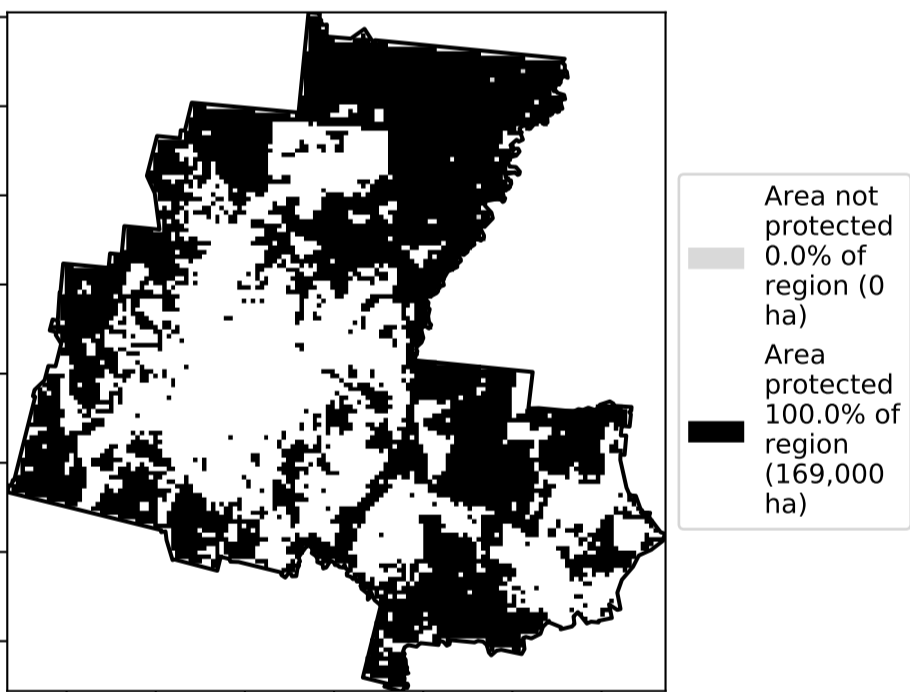 Area not
protected
0.0% of
region (0
ha)
Area
protected
100.0% of
region
(169,000
ha)